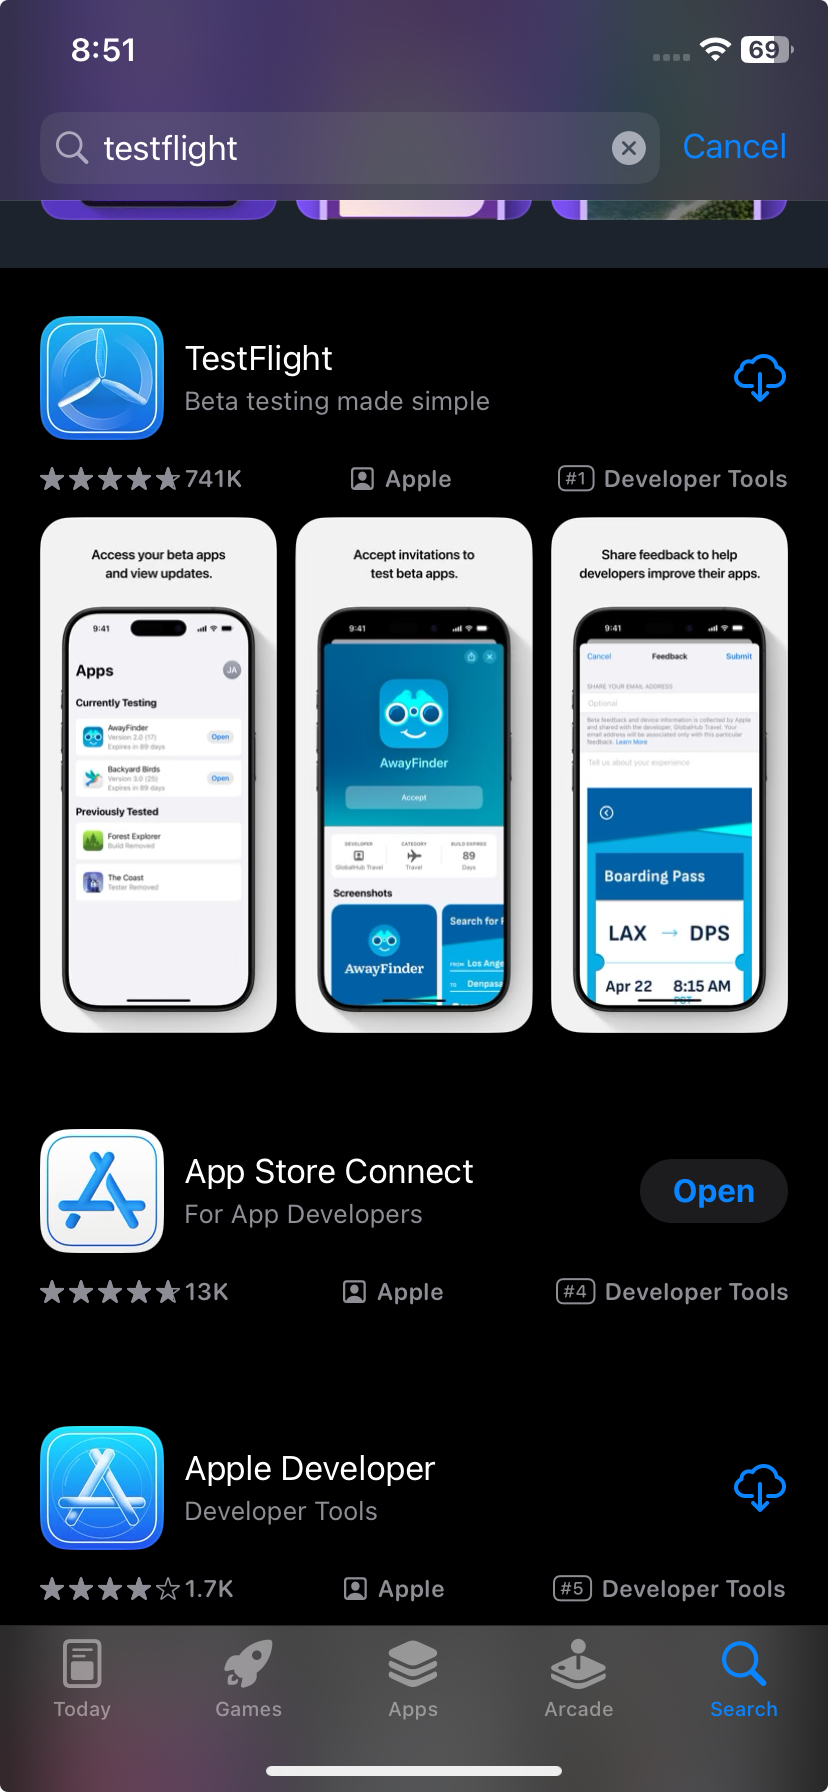 8:51
69
testflight
Cancel
TestFlight
Beta testing made simple
741K
Apple
#1
Developer Tools
Access your beta apps
and view updates.
9:41
Apps
JA
Currently Testing
AwayFinder
Version 2.0 (17)
Expires in 89 days
Open
Backyard Birds
Version 3.0 (25)
Expires in 89 days
Open
Previously Tested
Forest Explorer
Build Removed
The Coast
Tester Removed
Accept invitations to
test beta apps.
9:41
AwayFinder
Accept
DEVELOPER
CATEGORY
BUILD EXPIRES
89
GlobalHub Travel
Travel
Days
Screenshots
AwayFinder
Search for F
FROM Los Ange
TO Denpasa
Share feedback to help
developers improve their apps.
9:41
Cancel
Feedback
Submit
SHARE YOUR EMAIL ADDRESS
Optional
Beta feedback and device information is collected by Apple
and shared with the developer, GlobalHub Travel. Your
email address will be associated only with this particular
feedback. Learn More
Tell us about your experience
Boarding Pass
LAX → DPS
Apr 22
8:15 AM
PDT
App Store Connect
For App Developers
Open
13K
Apple
#4
Developer Tools
Apple Developer
Developer Tools
1.7K
Apple
#5
Developer Tools
Today
Games
Apps
Arcade
Search